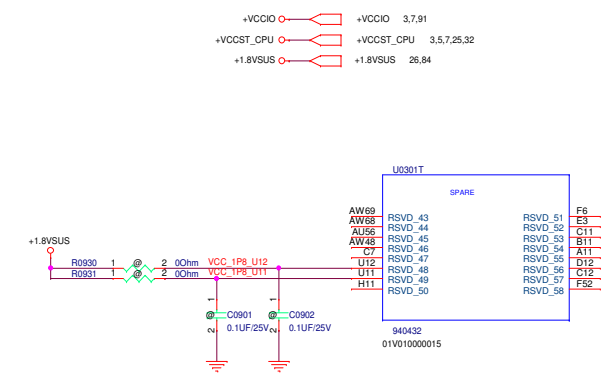 +VCCIO +VCCIO 3,7,91
+VCCST_CPU +VCCST_CPU 3,5,7,25,32
+1.8VSUS +1.8VSUS 26,84
U0301T
SPARE
AW69 RSVD_43 RSVD_51 F6
AW68 RSVD_44 RSVD_52 E3
AU56 RSVD_45 RSVD_53 C11
AW48 RSVD_46 RSVD_54 B11
C7 RSVD_47 RSVD_55 A11
U12 RSVD_48 RSVD_56 D12
U11 RSVD_49 RSVD_57 C12
H11 RSVD_50 RSVD_58 F52
+1.8VSUS
R0930 1 @ 2 0Ohm VCC_1P8_U12
R0931 1 @ 2 0Ohm VCC_1P8_U11
1 1
@ C0901 @ C0902
2 0.1UF/25V 2 0.1UF/25V
940432
01V010000015